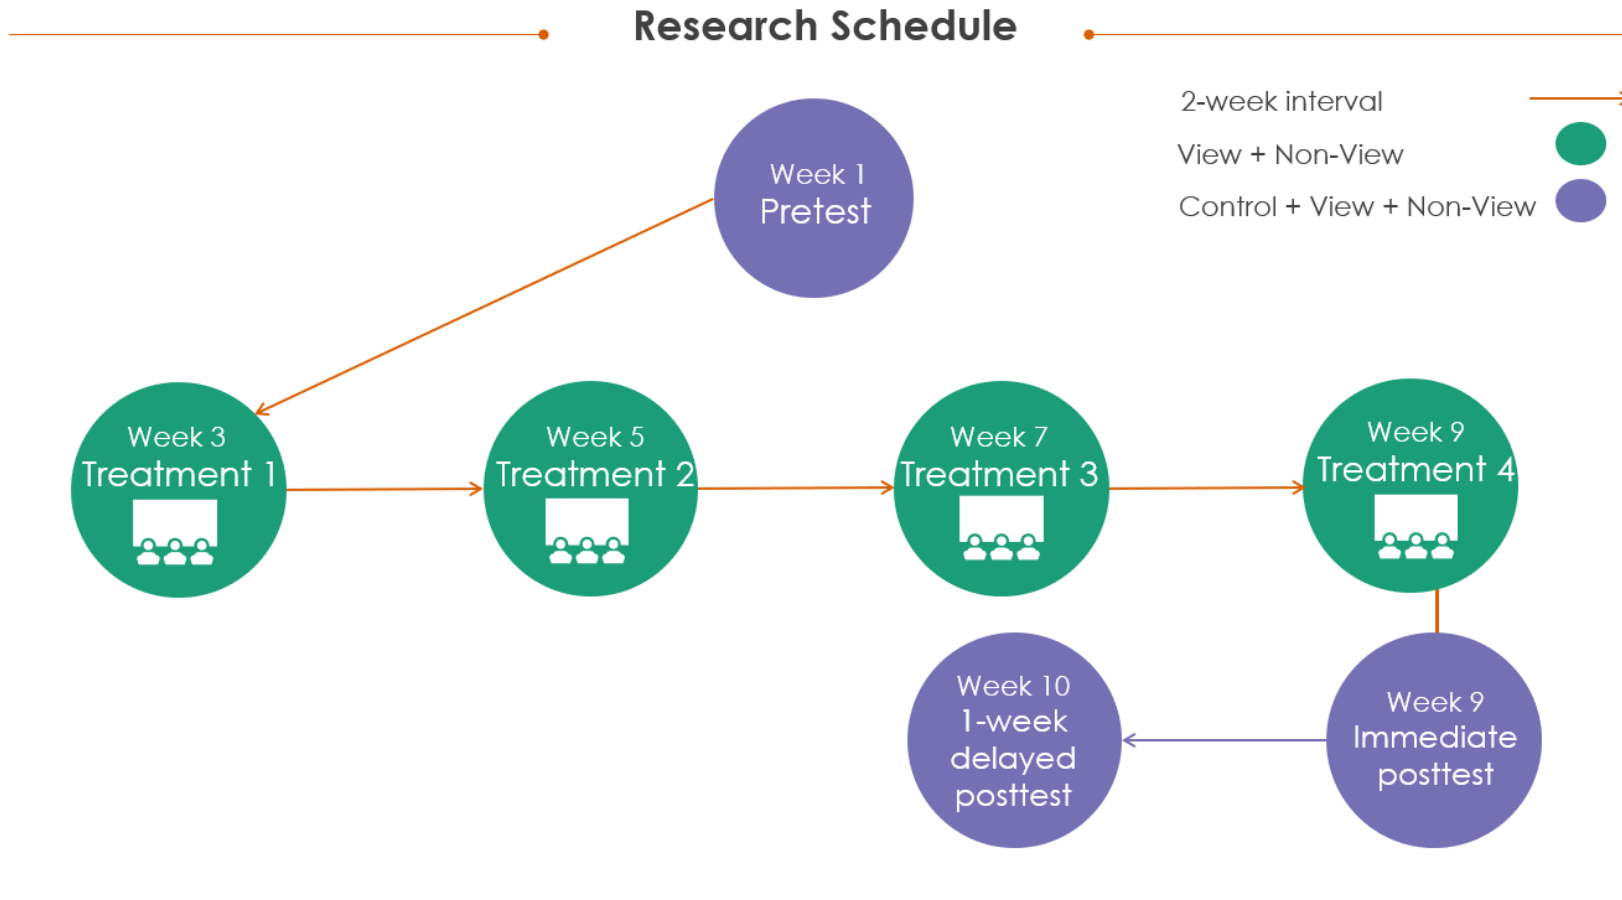 Research Schedule
2-week interval
View + Non-View
Control + View + Non-View
Week 1
Pretest
Week 3
Treatment 1
Week 5
Treatment 2
Week 7
Treatment 3
Week 9
Treatment 4
Week 10
1-week
delayed
posttest
Week 9
Immediate
posttest